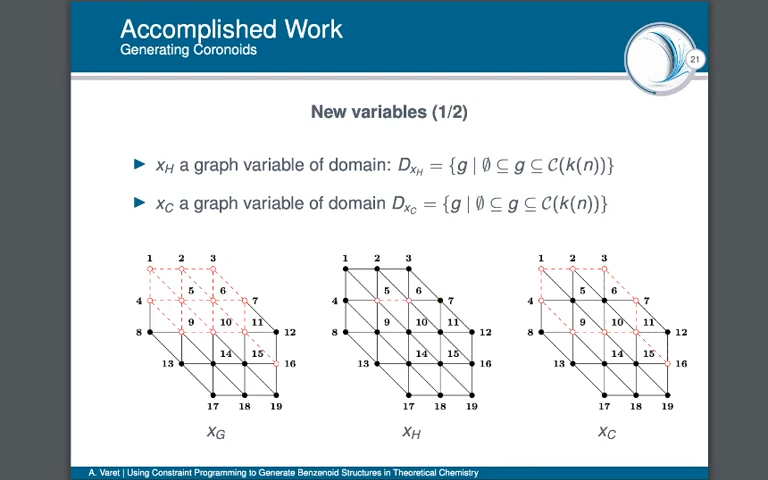 Accomplished Work
Generating Coronoids
21
New variables (1/2)
► x_H a graph variable of domain: D_{x_H} = {g | ∅ ⊆ g ⊆ C(k(n))}
► x_C a graph variable of domain D_{x_C} = {g | ∅ ⊆ g ⊆ C(k(n))}
1 2 3 1 2 3 1 2 3
5 6 5 6 5 6
4 7 4 7 4 7
9 10 11 9 10 11 9 10 11
8 12 8 12 8 12
14 15 14 15 14 15
13 16 13 16 13 16
17 18 19 17 18 19 17 18 19
x_G x_H x_C
A. Varet | Using Constraint Programming to Generate Benzenoid Structures in Theoretical Chemistry